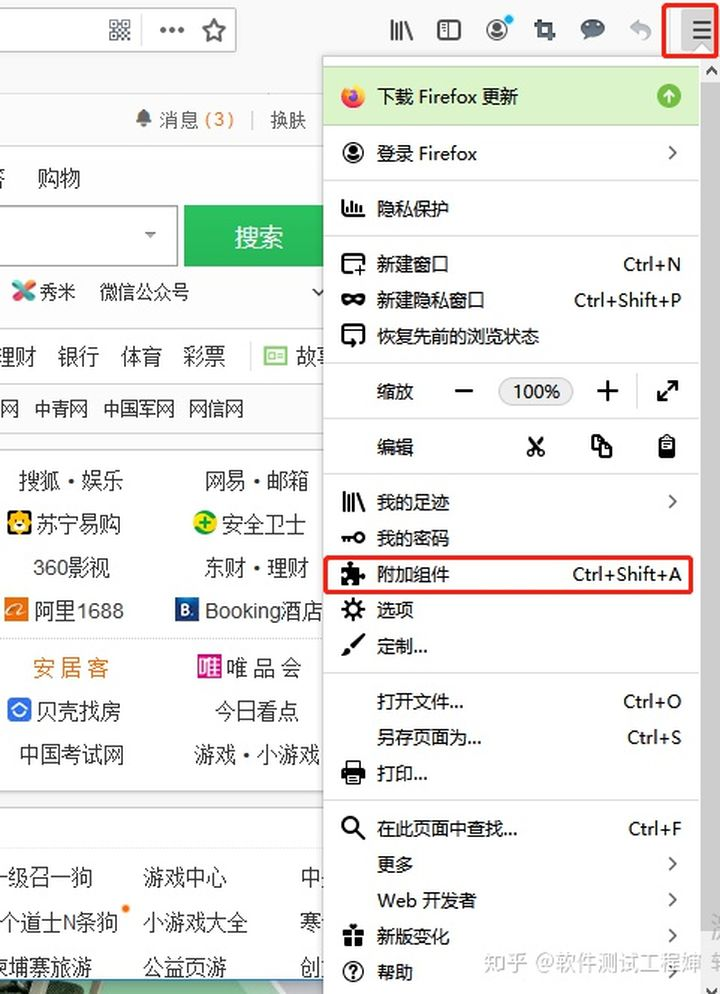 消息 (3) 换肤
购物
搜索
秀米 微信公众号
理财 银行 体育 彩票 故事
网 中青网 中国军网 网信网
搜狐·娱乐 网易·邮箱
苏宁易购 安全卫士
360影视 东财·理财
阿里1688 B. Booking酒店
安居客 唯 唯品会
贝壳找房 今日看点
中国考试网 游戏·小游戏
一级召一狗 游戏中心
个道士N条狗 小游戏大全
柬埔寨旅游 公益页游
下载 Firefox 更新
登录 Firefox
隐私保护
新建窗口 Ctrl+N
新建隐私窗口 Ctrl+Shift+P
恢复先前的浏览状态
缩放 100%
编辑
我的足迹
我的密码
附加组件 Ctrl+Shift+A
选项
定制...
打开文件... Ctrl+O
另存页面为... Ctrl+S
打印...
在此页面中查找... Ctrl+F
更多
Web 开发者
新版变化
帮助
知乎 @软件测试工程婶